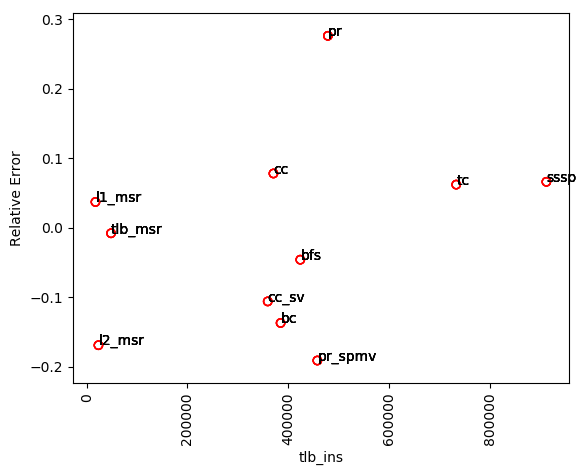 0.3
pr
0.1
cc
tc
sssp
l1_msr
0.0
tlb_msr
bfs
−0.1
cc_sv
bc
l2_msr
pr_spmv
−0.2
0.2
Relative Error
0
200000
400000
600000
800000
tlb_ins